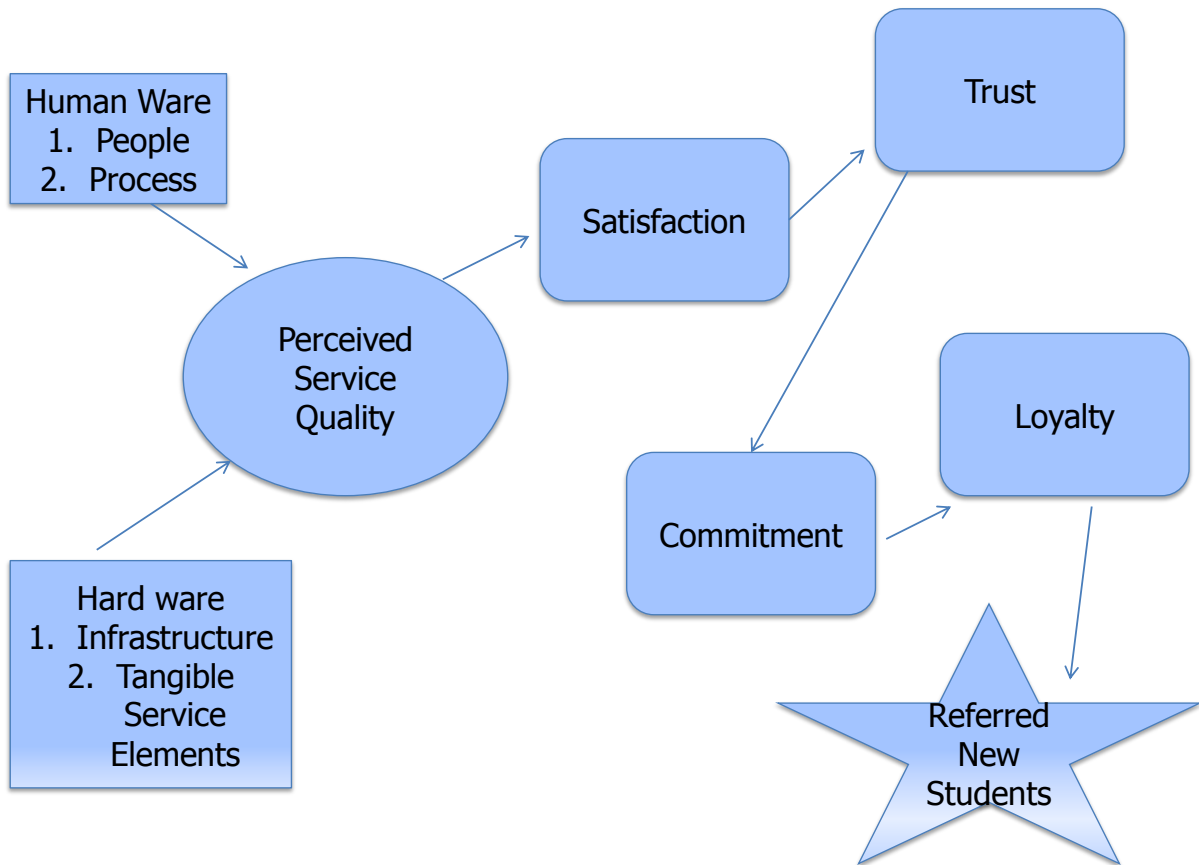 Human Ware
1. People
2. Process
Perceived
Service
Quality
Hard ware
1. Infrastructure
2. Tangible
Service
Elements
Satisfaction
Trust
Commitment
Loyalty
Referred
New
Students